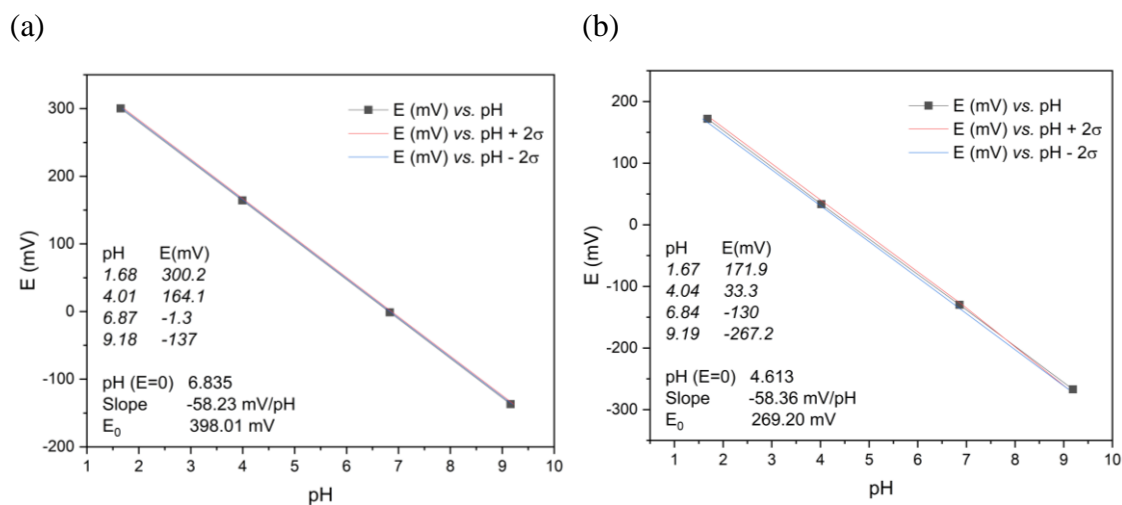 (a)
E (mV) vs. pH
E (mV) vs. pH + 2σ
E (mV) vs. pH - 2σ
300
200
100
0
-100
-200
E (mV)
pH E(mV)
1.68 300.2
4.01 164.1
6.87 -1.3
9.18 -137
pH (E=0) 6.835
Slope -58.23 mV/pH
E₀ 398.01 mV
1 2 3 4 5 6 7 8 9 10
pH
(b)
E (mV) vs. pH
E (mV) vs. pH + 2σ
E (mV) vs. pH - 2σ
200
100
0
-100
-200
-300
E (mV)
pH E(mV)
1.67 171.9
4.04 33.3
6.84 -130
9.19 -267.2
pH (E=0) 4.613
Slope -58.36 mV/pH
E₀ 269.20 mV
1 2 3 4 5 6 7 8 9 10
pH